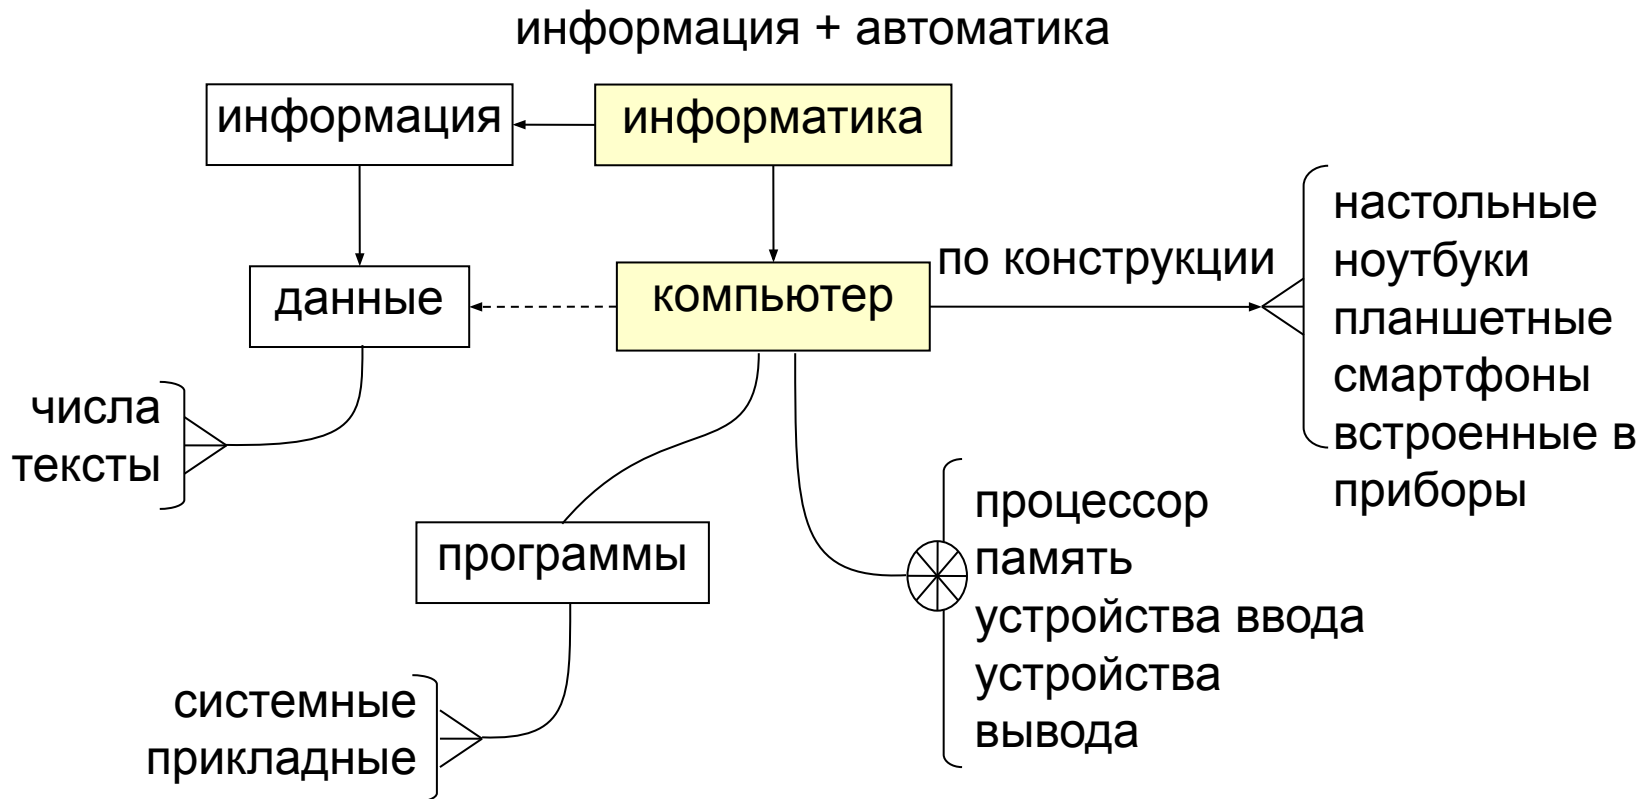 информация + автоматика
информация
информатика
данные
компьютер
по конструкции
настольные
ноутбуки
планшетные
смартфоны
встроенные в
приборы
числа
тексты
программы
процессор
память
устройства ввода
устройства
вывода
системные
прикладные